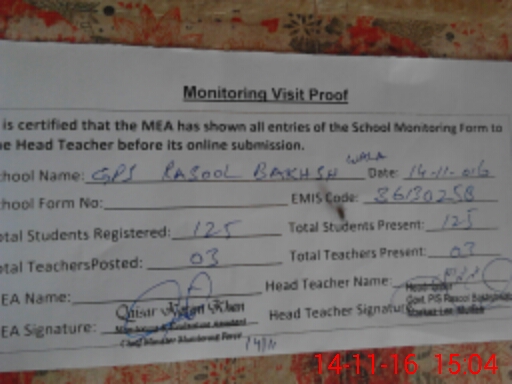 Monitoring Visit Proof
is certified that the MEA has shown all entries of the School Monitoring Form to
he Head Teacher before its online submission.
chool Name: GPS RASOOL BAKHSH WALA Date: 14-11-016
chool Form No: EMIS Code: 36130258
otal Students Registered: 125 Total Students Present: 125
otal TeachersPosted: 03 Total Teachers Present: 03
EA Name: Head Teacher Name:
EA Signature: Khan Head Teacher Signature
14/11
14-11-16 15:04